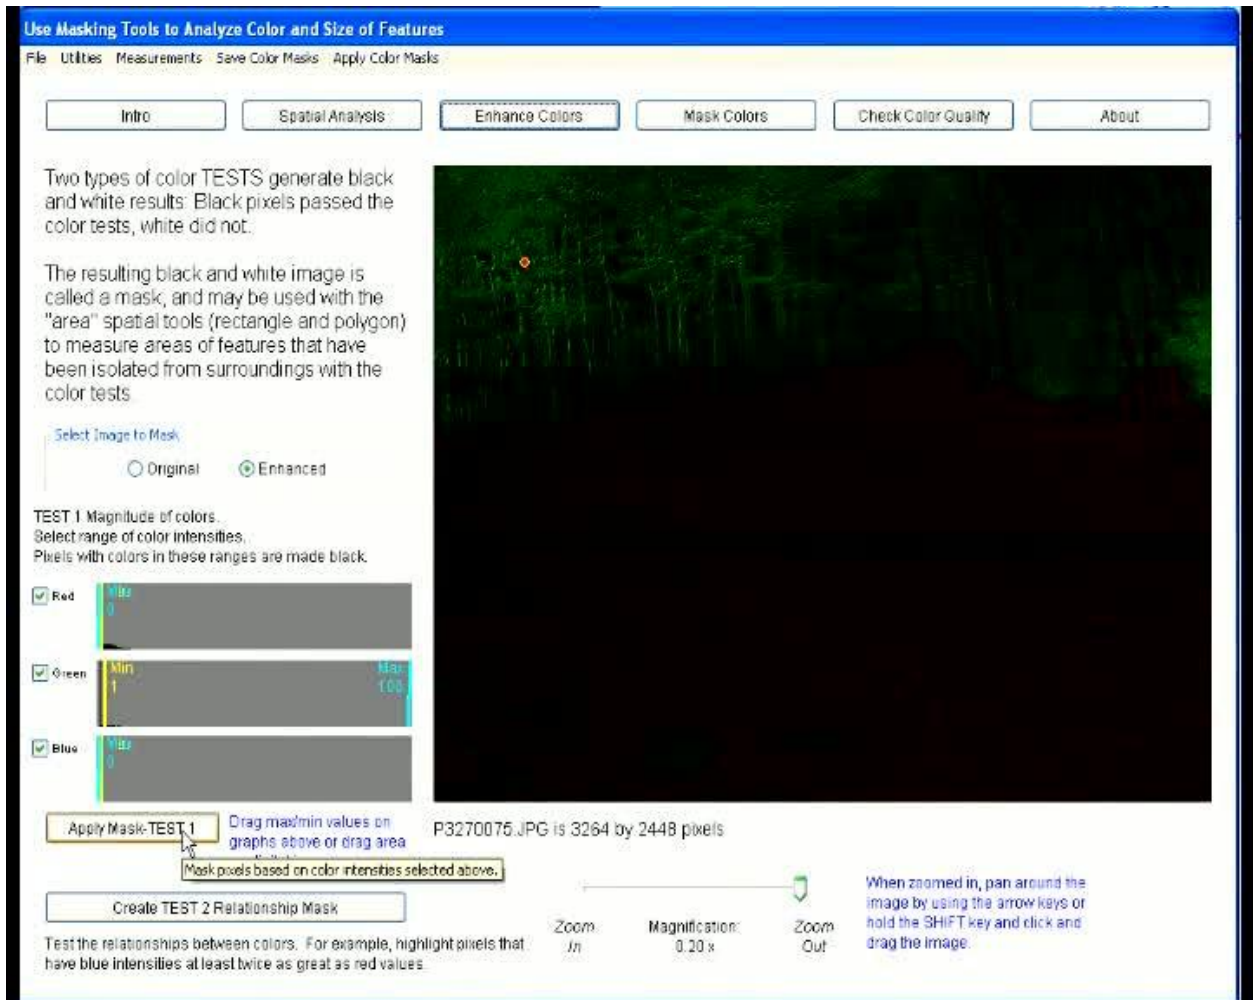 Use Masking Tools to Analyze Color and Size of Features
File Utilities Measurements Save Color Masks Apply Color Masks
Intro Spatial Analysis Enhance Colors Mask Colors Check Color Quality About
Two types of color TESTS generate black
and white results: Black pixels passed the
color tests, white did not.
The resulting black and white image is
called a mask, and may be used with the
"area" spatial tools (rectangle and polygon)
to measure areas of features that have
been isolated from surroundings with the
color tests.
Select Image to Mask
Original Enhanced
TEST 1 Magnitude of colors.
Select range of color intensities.
Pixels with colors in these ranges are made black.
Red
0
Green Min Max
1
Blue
0
Apply Mask-TEST 1
Drag max/min values on
graphs above or drag area
Mask pixels based on color intensities selected above.
Create TEST 2 Relationship Mask
Test the relationships between colors. For example, highlight pixels that
have blue intensities at least twice as great as red values.
P3270075.JPG is 3264 by 2448 pixels
Zoom In
Magnification:
0.20 x
Zoom Out
When zoomed in, pan around the
image by using the arrow keys or
hold the SHIFT key and click and
drag the image.